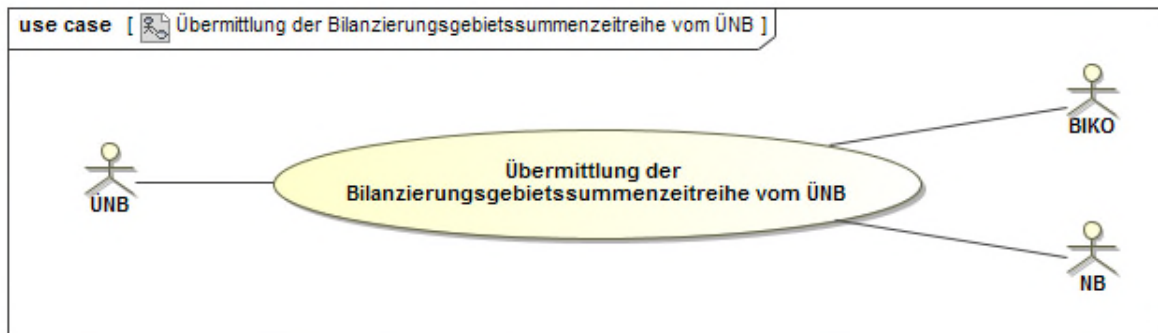 use case [ Übermittlung der Bilanzierungsgebietssummenzeitreihe vom ÜNB ]
BIKO
ÜNB
Übermittlung der
Bilanzierungsgebietssummenzeitreihe vom ÜNB
NB